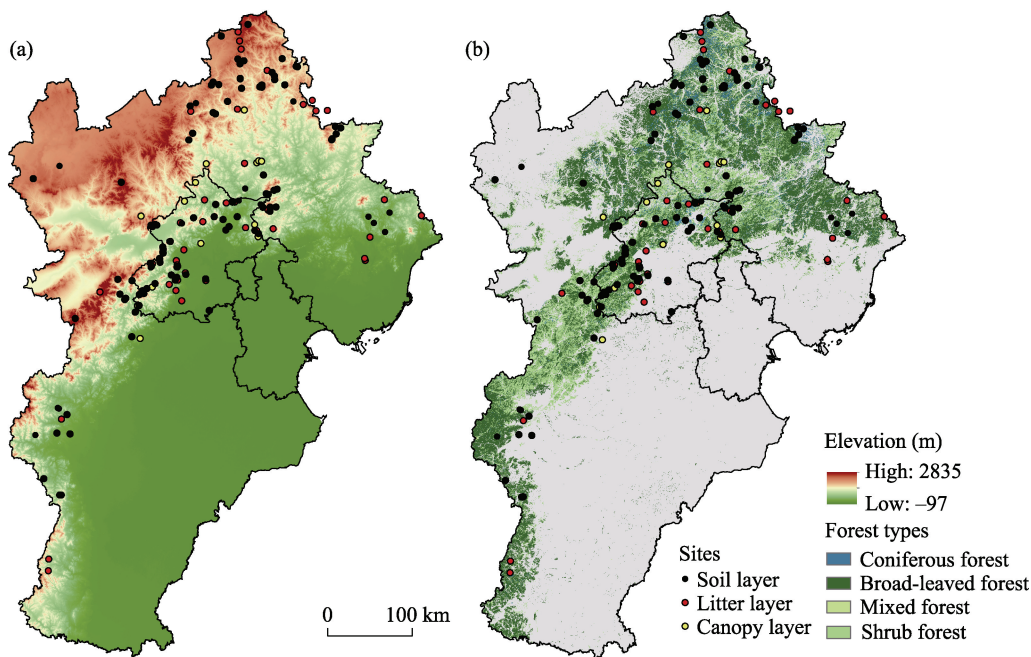 (a)
(b)
Elevation (m)
High: 2835
Low: –97
Forest types
Coniferous forest
Broad-leaved forest
Mixed forest
Shrub forest
Sites
Soil layer
Litter layer
Canopy layer
0 100 km